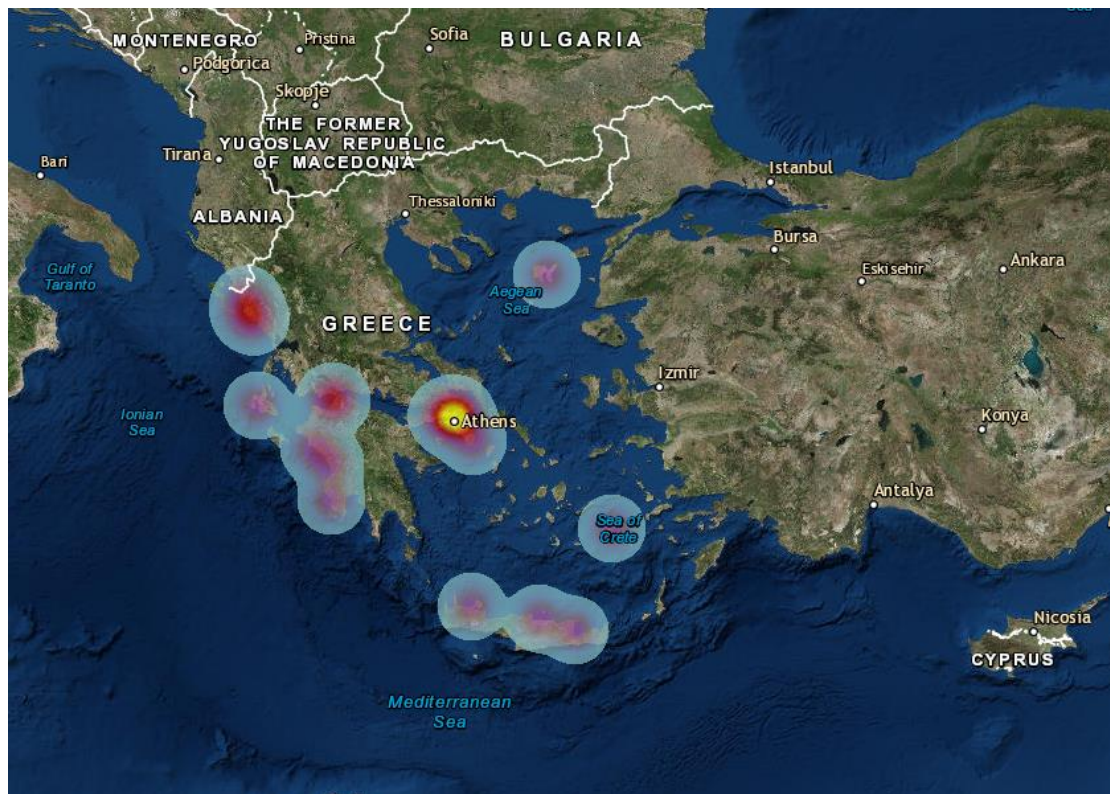 Sea
MONTENEGRO
Pristina
Sofia
BULGARIA
Podgorica
Skopje
THE FORMER
YUGOSLAV REPUBLIC
OF MACEDONIA
Tirana
Bari
Istanbul
Thessaloniki
ALBANIA
Bursa
Ankara
Eskisehir
Gulf of
Taranto
Aegean
Sea
GREECE
Izmir
Ionian
Sea
Athens
Konya
Antalya
Sea of
Crete
Nicosia
CYPRUS
Mediterranean
Sea